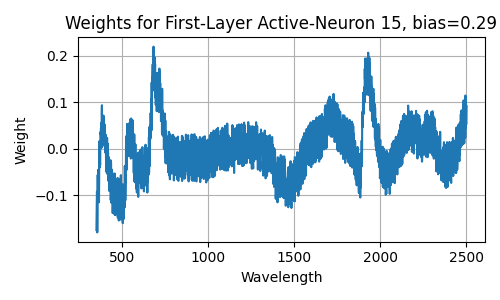 Weights for First-Layer Active-Neuron 15, bias=0.29
Weight
0.2
0.1
0.0
−0.1
500 1000 1500 2000 2500
Wavelength